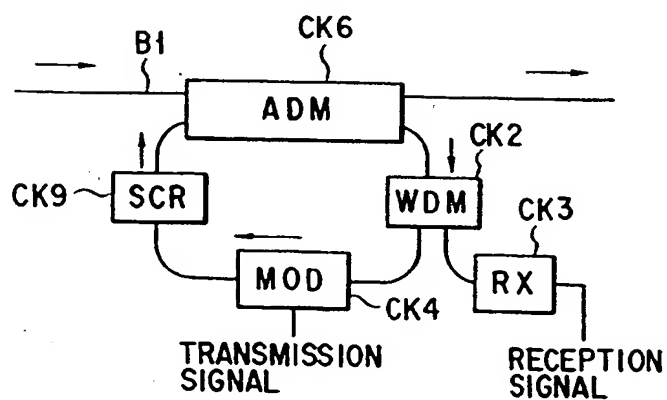 CK6
B1
ADM
CK2
CK9
SCR
WDM
CK3
MOD
RX
CK4
TRANSMISSION
SIGNAL
RECEPTION
SIGNAL